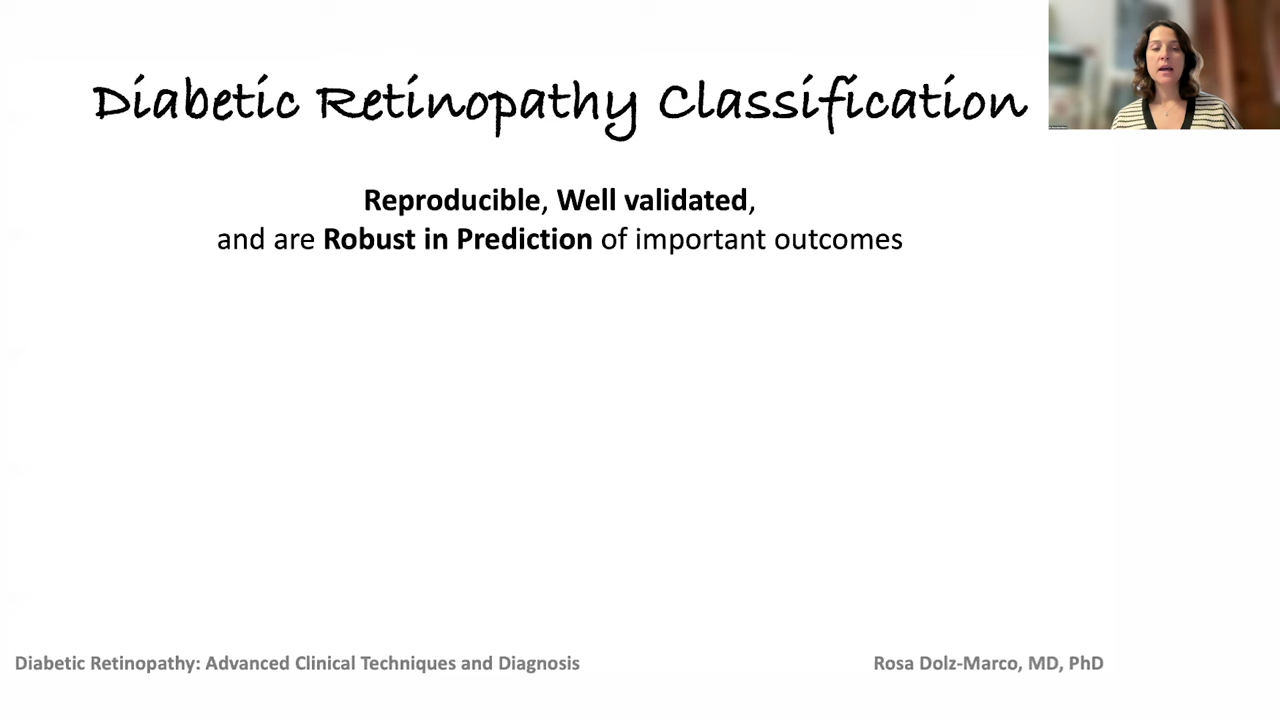 Diabetic Retinopathy Classification
Reproducible, Well validated,
and are Robust in Prediction of important outcomes
Diabetic Retinopathy: Advanced Clinical Techniques and Diagnosis
Rosa Dolz-Marco, MD, PhD